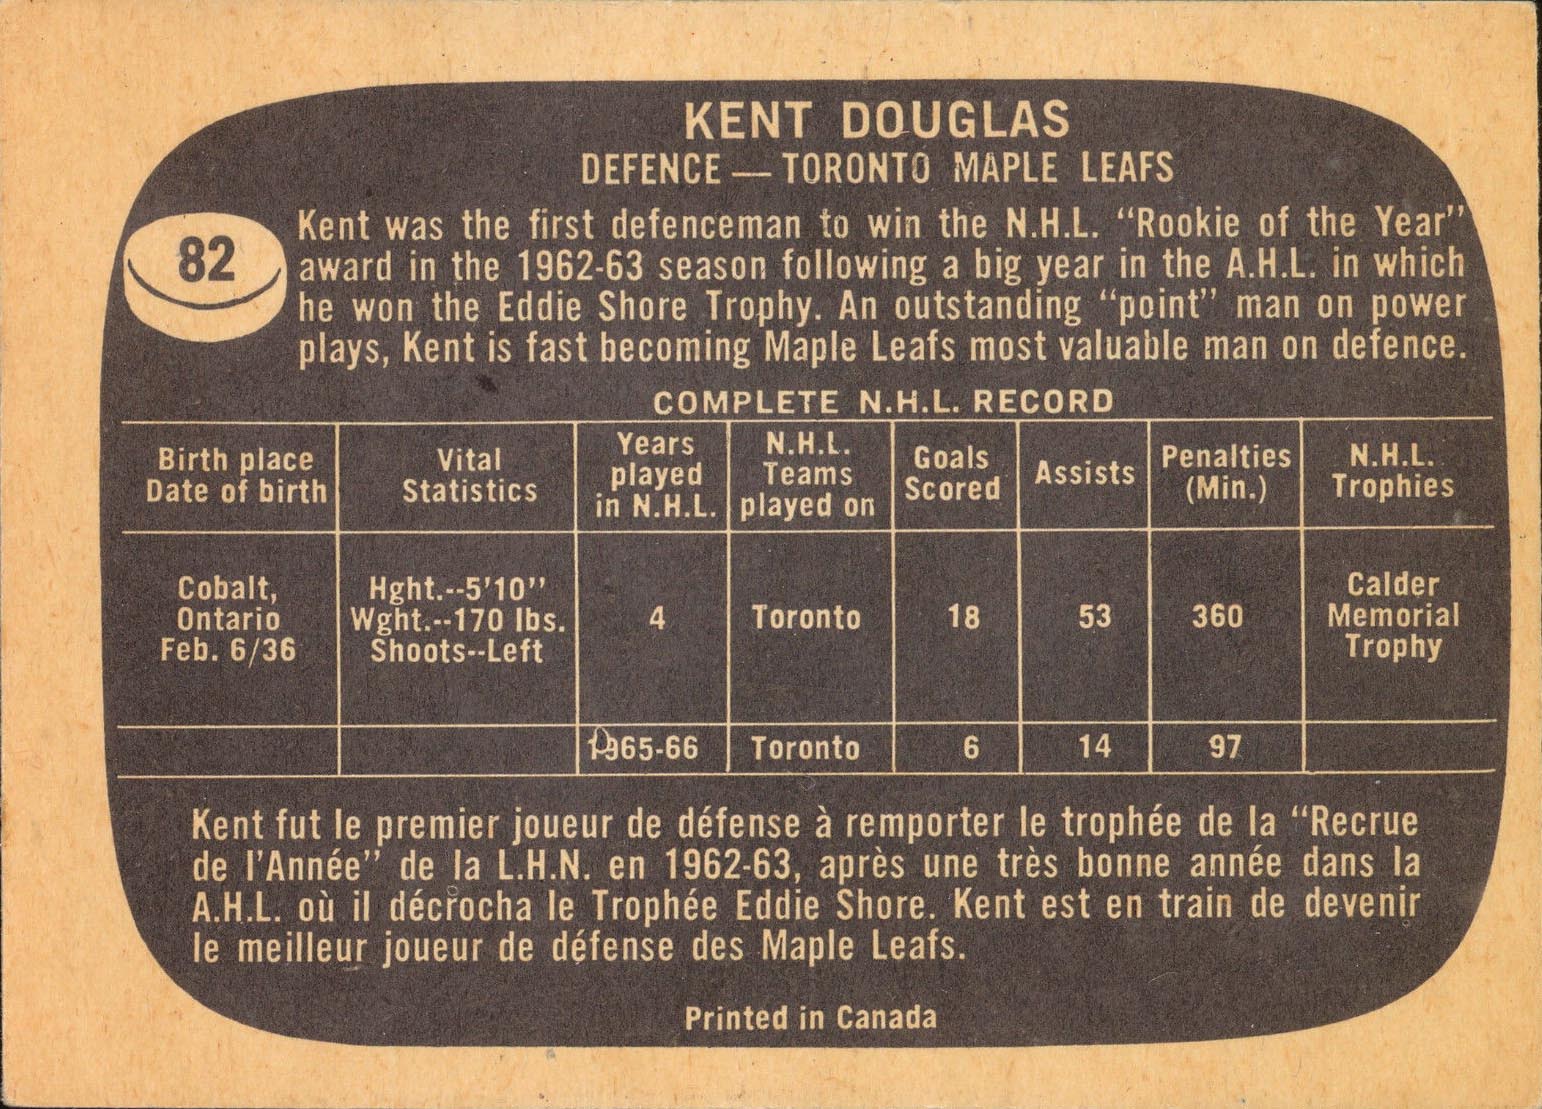 KENT DOUGLAS
DEFENCE — TORONTO MAPLE LEAFS
82
Kent was the first defenceman to win the N.H.L. "Rookie of the Year"
award in the 1962-63 season following a big year in the A.H.L. in which
he won the Eddie Shore Trophy. An outstanding "point" man on power
plays, Kent is fast becoming Maple Leafs most valuable man on defence.
COMPLETE N.H.L. RECORD
Birth place
Date of birth
Vital
Statistics
Years
played
in N.H.L.
N.H.L.
Teams
played on
Goals
Scored
Assists
Penalties
(Min.)
N.H.L.
Trophies
Cobalt,
Ontario
Feb. 6/36
Hght.--5'10''
Wght.--170 lbs.
Shoots--Left
4
Toronto
18
53
360
Calder
Memorial
Trophy
1965-66
Toronto
6
14
97
Kent fut le premier joueur de défense à remporter le trophée de la "Recrue
de l'Année" de la L.H.N. en 1962-63, après une très bonne année dans la
A.H.L. où il décrocha le Trophée Eddie Shore. Kent est en train de devenir
le meilleur joueur de défense des Maple Leafs.
Printed in Canada